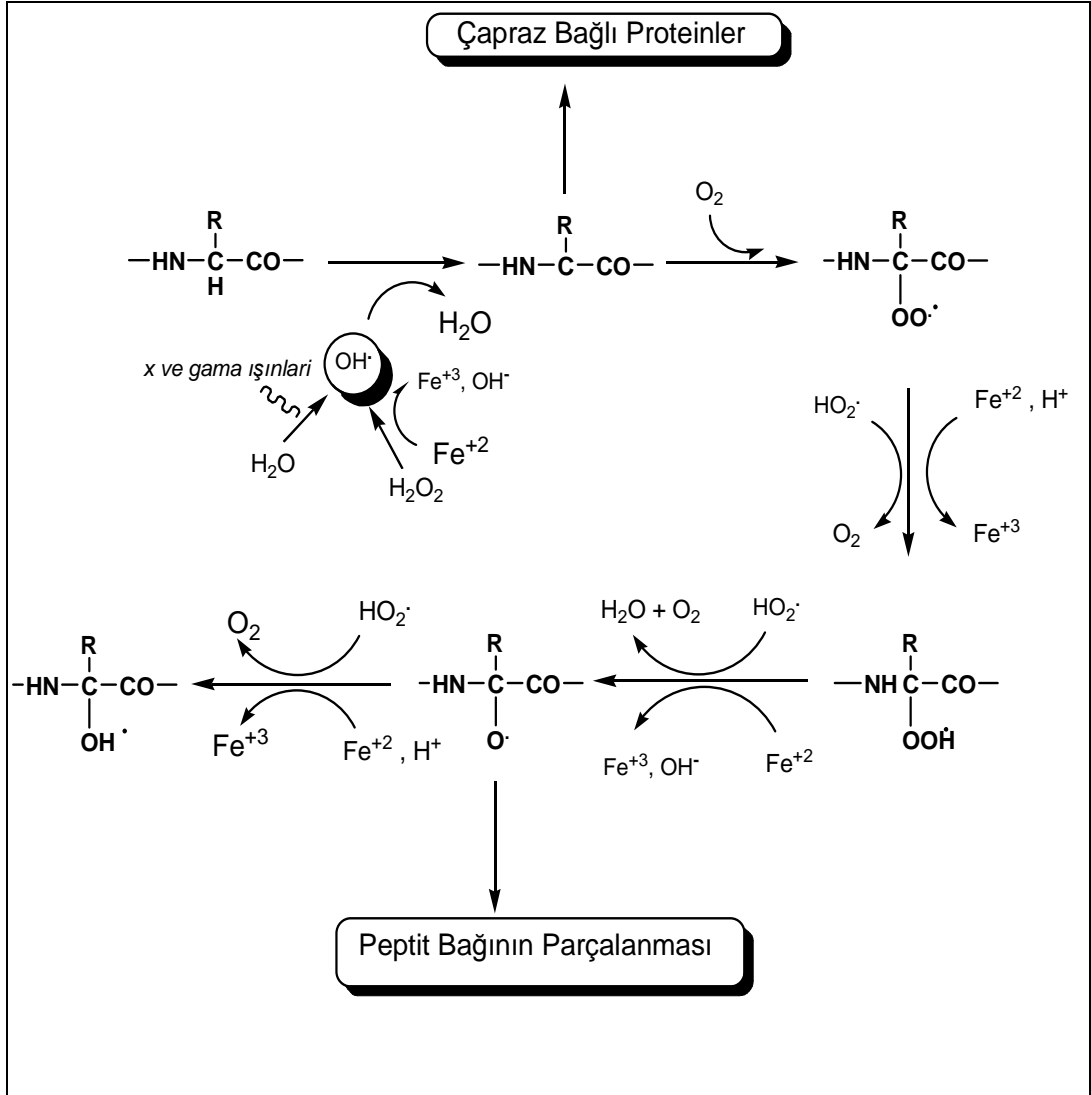 Çapraz Bağlı Proteinler
O₂
R
–HN–C–CO–
H
R
–HN–C–CO–
R
–HN–C–CO–
OO·˙
H₂O
x ve gama ışınlari
OH·
Fe⁺³, OH⁻
H₂O
Fe⁺²
H₂O₂
HO₂·
Fe⁺² , H⁺
O₂
Fe⁺³
O₂
HO₂·
H₂O + O₂
HO₂·
R
–HN–C–CO–
OH ·
R
–HN–C–CO–
O·
R
–NH C–CO–
OOH·
Fe⁺³
Fe⁺² , H⁺
Fe⁺³, OH⁻
Fe⁺²
Peptit Bağının Parçalanması